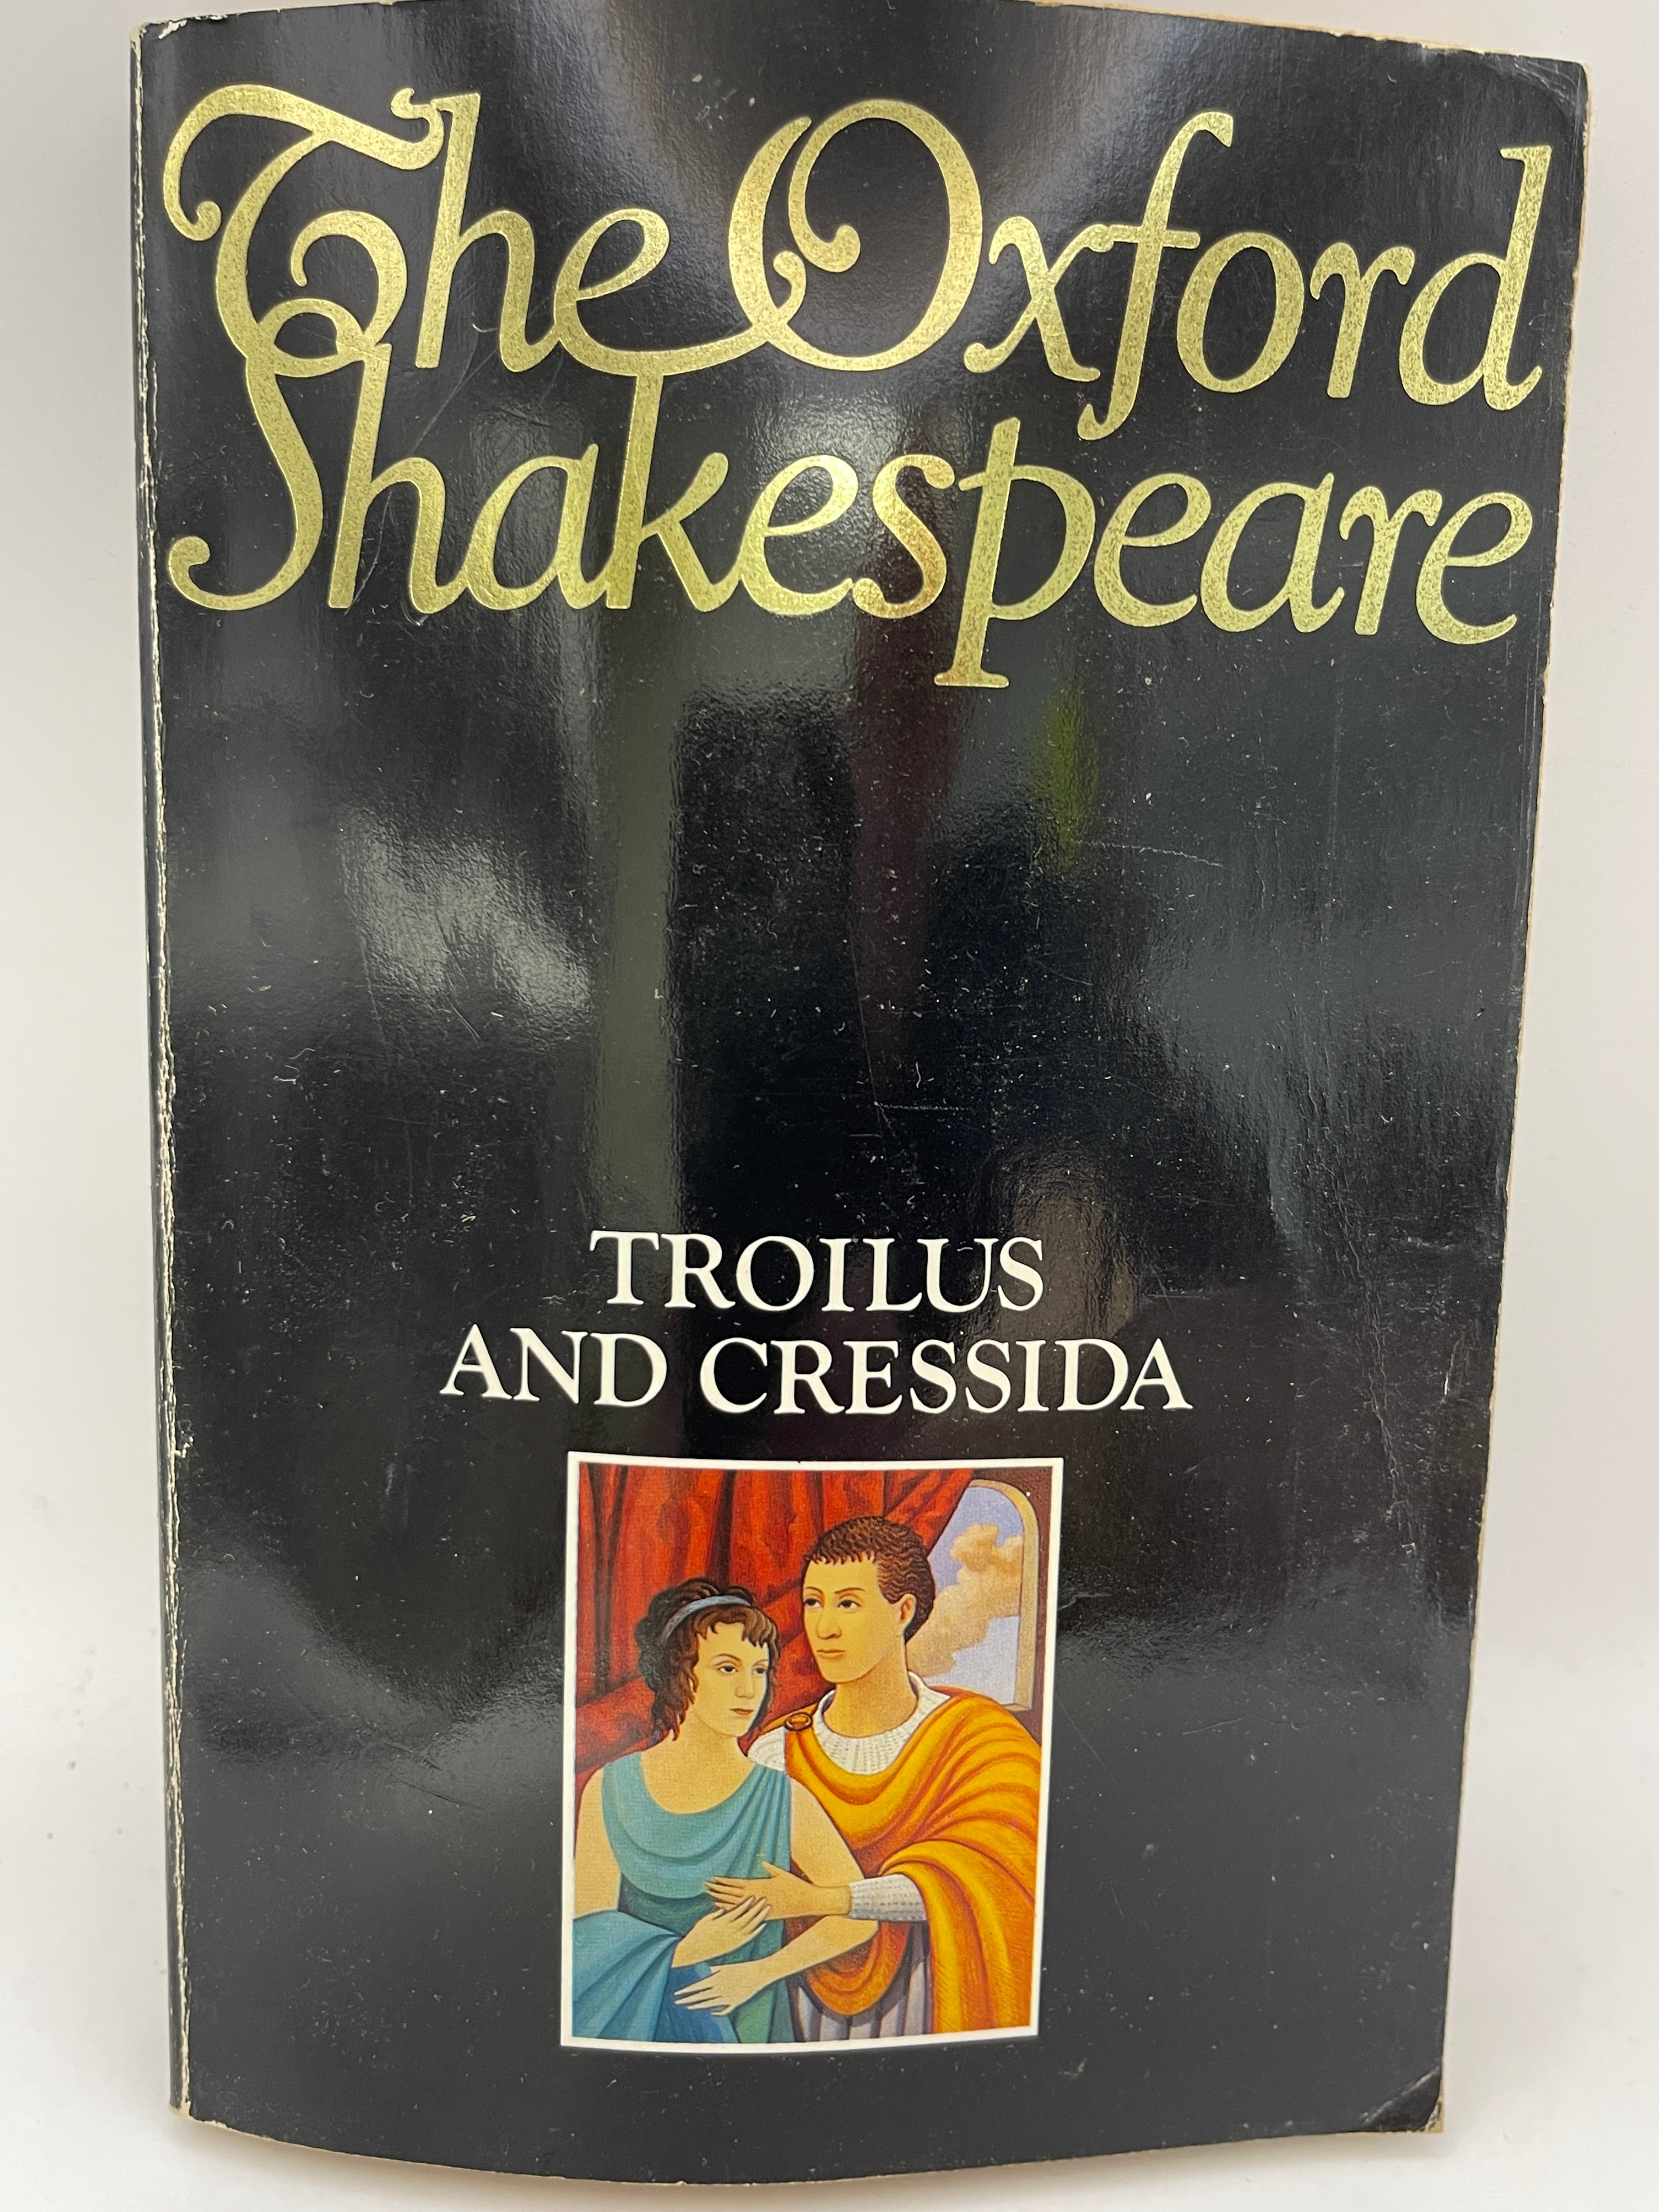 The Oxford
Shakespeare
TROILUS
AND CRESSIDA